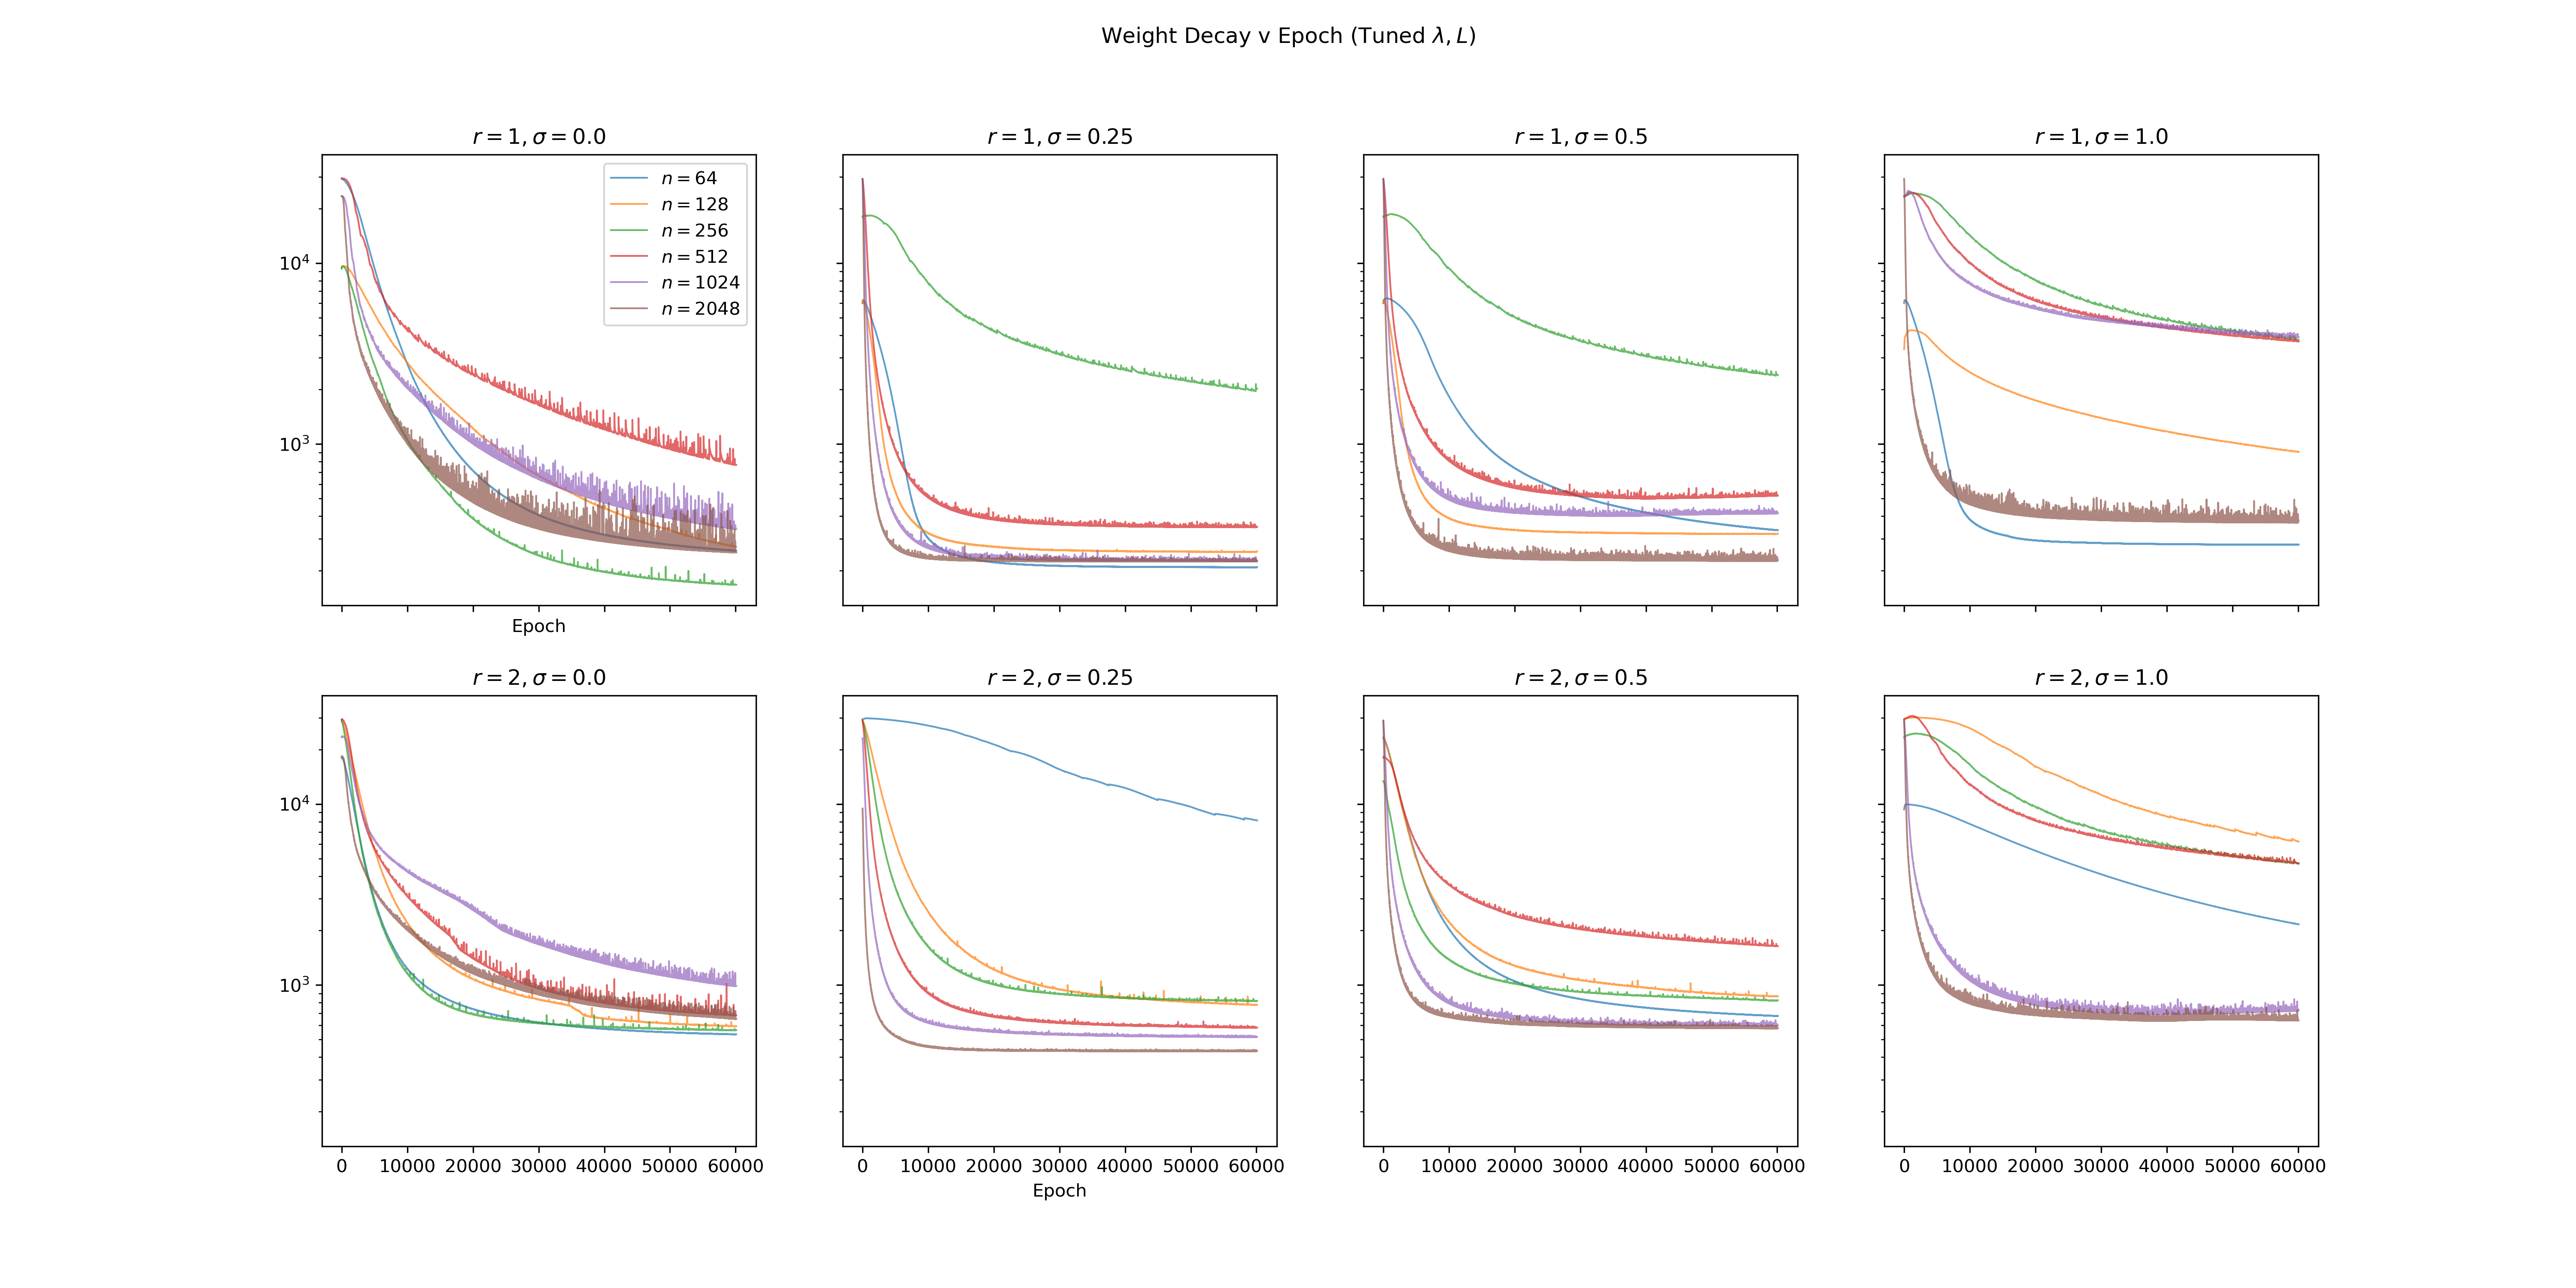 Weight Decay v Epoch (Tuned λ, L)
r = 1, σ = 0.0
r = 1, σ = 0.25
r = 1, σ = 0.5
r = 1, σ = 1.0
n = 64
n = 128
n = 256
n = 512
n = 1024
n = 2048
10⁴
10³
Epoch
r = 2, σ = 0.0
r = 2, σ = 0.25
r = 2, σ = 0.5
r = 2, σ = 1.0
10⁴
10³
0 10000 20000 30000 40000 50000 60000
0 10000 20000 30000 40000 50000 60000
0 10000 20000 30000 40000 50000 60000
0 10000 20000 30000 40000 50000 60000
Epoch